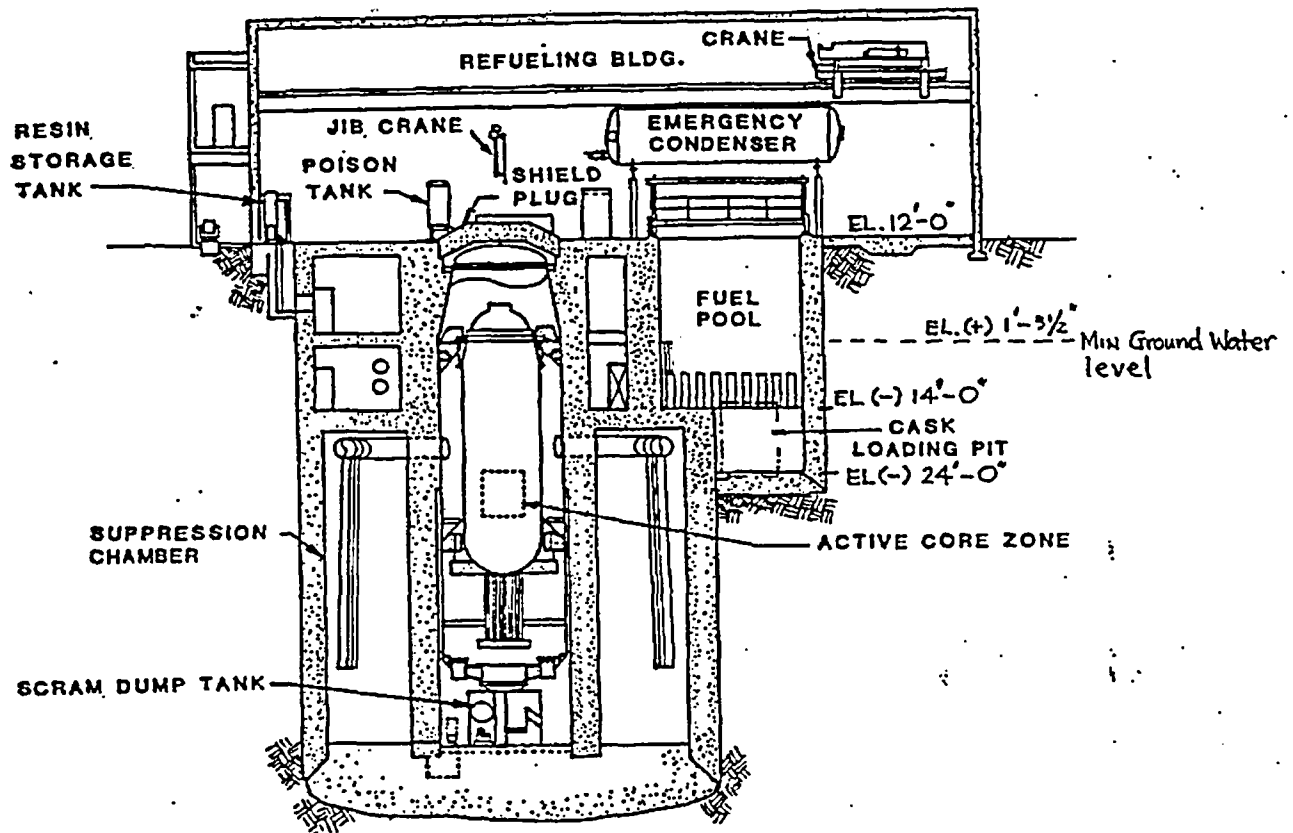 CRANE
REFUELING BLDG.
RESIN
STORAGE
TANK
JIB CRANE
POISON
TANK
SHIELD
PLUG
EMERGENCY
CONDENSER
EL. 12'-0"
FUEL
POOL
EL. (+) 1'-3½"
MIN Ground Water
level
EL (-) 14'-0"
CASK
LOADING PIT
EL (-) 24'-0"
SUPPRESSION
CHAMBER
ACTIVE CORE ZONE
SCRAM DUMP TANK